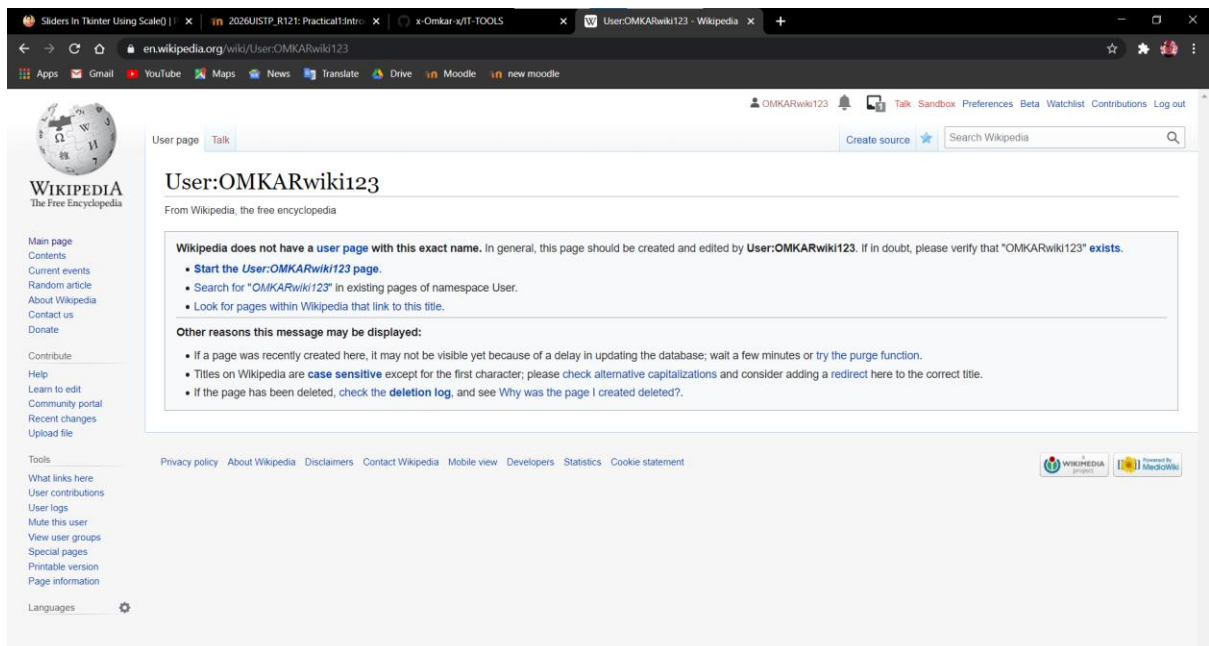 Sliders In Tkinter Using Scale() | P
2026UISTP_R121: Practical1:Intro
x-Omkar-x/IT-TOOLS
User:OMKARwiki123 - Wikipedia
en.wikipedia.org/wiki/User:OMKARwiki123
Apps Gmail YouTube Maps News Translate Drive Moodle new moodle
OMKARwiki123 Talk Sandbox Preferences Beta Watchlist Contributions Log out
User page Talk Create source Search Wikipedia
WIKIPEDIA
The Free Encyclopedia
User:OMKARwiki123
From Wikipedia, the free encyclopedia
Wikipedia does not have a user page with this exact name. In general, this page should be created and edited by User:OMKARwiki123. If in doubt, please verify that "OMKARwiki123" exists.
• Start the User:OMKARwiki123 page.
• Search for "OMKARwiki123" in existing pages of namespace User.
• Look for pages within Wikipedia that link to this title.
Other reasons this message may be displayed:
• If a page was recently created here, it may not be visible yet because of a delay in updating the database; wait a few minutes or try the purge function.
• Titles on Wikipedia are case sensitive except for the first character; please check alternative capitalizations and consider adding a redirect here to the correct title.
• If the page has been deleted, check the deletion log, and see Why was the page I created deleted?.
Main page
Contents
Current events
Random article
About Wikipedia
Contact us
Donate
Contribute
Help
Learn to edit
Community portal
Recent changes
Upload file
Tools
What links here
User contributions
User logs
Mute this user
View user groups
Special pages
Printable version
Page information
Languages
Privacy policy About Wikipedia Disclaimers Contact Wikipedia Mobile view Developers Statistics Cookie statement
A
WIKIMEDIA
project
Powered By
MediaWiki